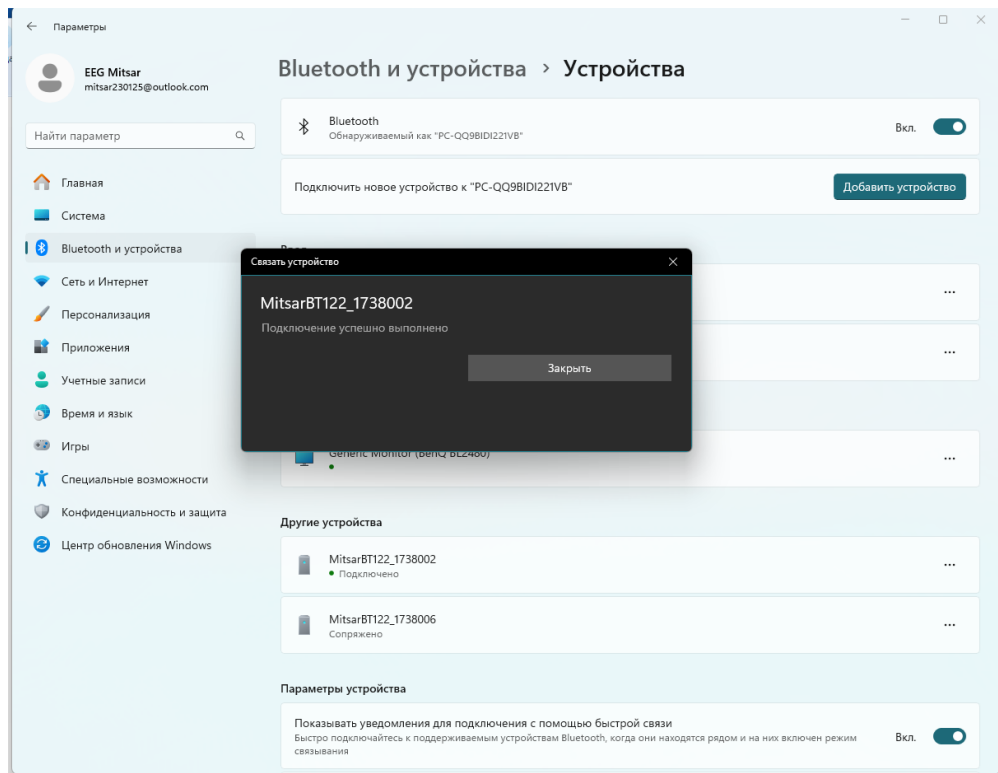 Параметры
EEG Mitsar
mitsar230125@outlook.com
Найти параметр
Главная
Система
Bluetooth и устройства
Сеть и Интернет
Персонализация
Приложения
Учетные записи
Время и язык
Игры
Специальные возможности
Конфиденциальность и защита
Центр обновления Windows
Bluetooth и устройства > Устройства
Bluetooth
Обнаруживаемый как "PC-QQ9BIDI221VB"
Вкл.
Подключить новое устройство к "PC-QQ9BIDI221VB"
Добавить устройство
Связать устройство
MitsarBT122_1738002
Подключение успешно выполнено
Закрыть
Generic Monitor (BenQ BL2480)
Другие устройства
MitsarBT122_1738002
Подключено
MitsarBT122_1738006
Сопряжено
Параметры устройства
Показывать уведомления для подключения с помощью быстрой связи
Быстро подключайтесь к поддерживаемым устройствам Bluetooth, когда они находятся рядом и на них включен режим
связывания
Вкл.